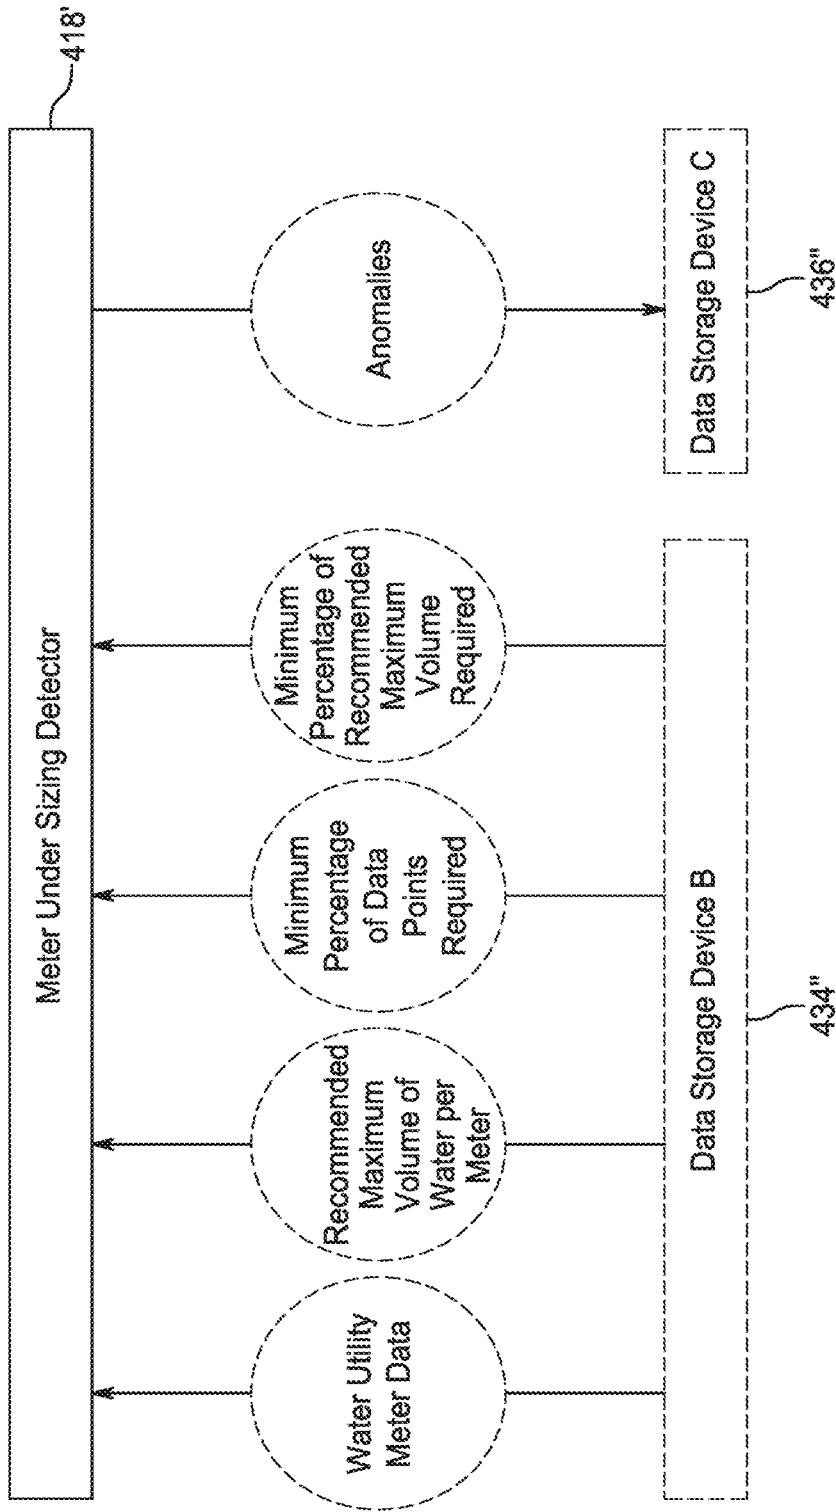 Meter Under Sizing Detector
418'
Water Utility
Meter Data
Recommended
Maximum
Volume of
Water per
Meter
Minimum
Percentage
of Data
Points
Required
Minimum
Percentage of
Recommended
Maximum
Volume
Required
Anomalies
Data Storage Device B
434"
Data Storage Device C
436"